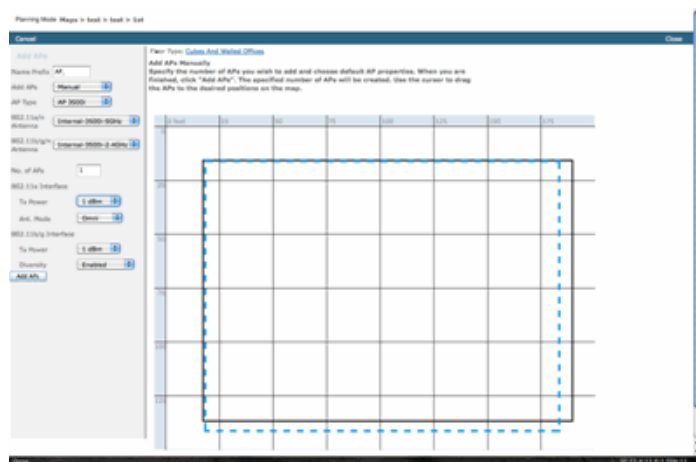 Planning Mode Maps > test > test > 1st
Cancel
Close
Add APs
Name Prefix AP_
Add APs Manual
AP Type AP 3500i
802.11a/n Antenna Internal-3500i-5GHz
802.11b/g/n Antenna Internal-3500i-2.4GHz
No. of APs 1
802.11a Interface
Tx Power 1 dBm
Ant. Mode Omni
802.11b/g Interface
Tx Power 1 dBm
Diversity Enabled
Add APs
Floor Type: Cubes And Walled Offices
Add APs Manually
Specify the number of APs you wish to add and choose default AP properties. When you are
finished, click "Add APs". The specified number of APs will be created. Use the cursor to drag
the APs to the desired positions on the map.
0 feet 25 50 75 100 125 150 175
0
25
50
75
100
125